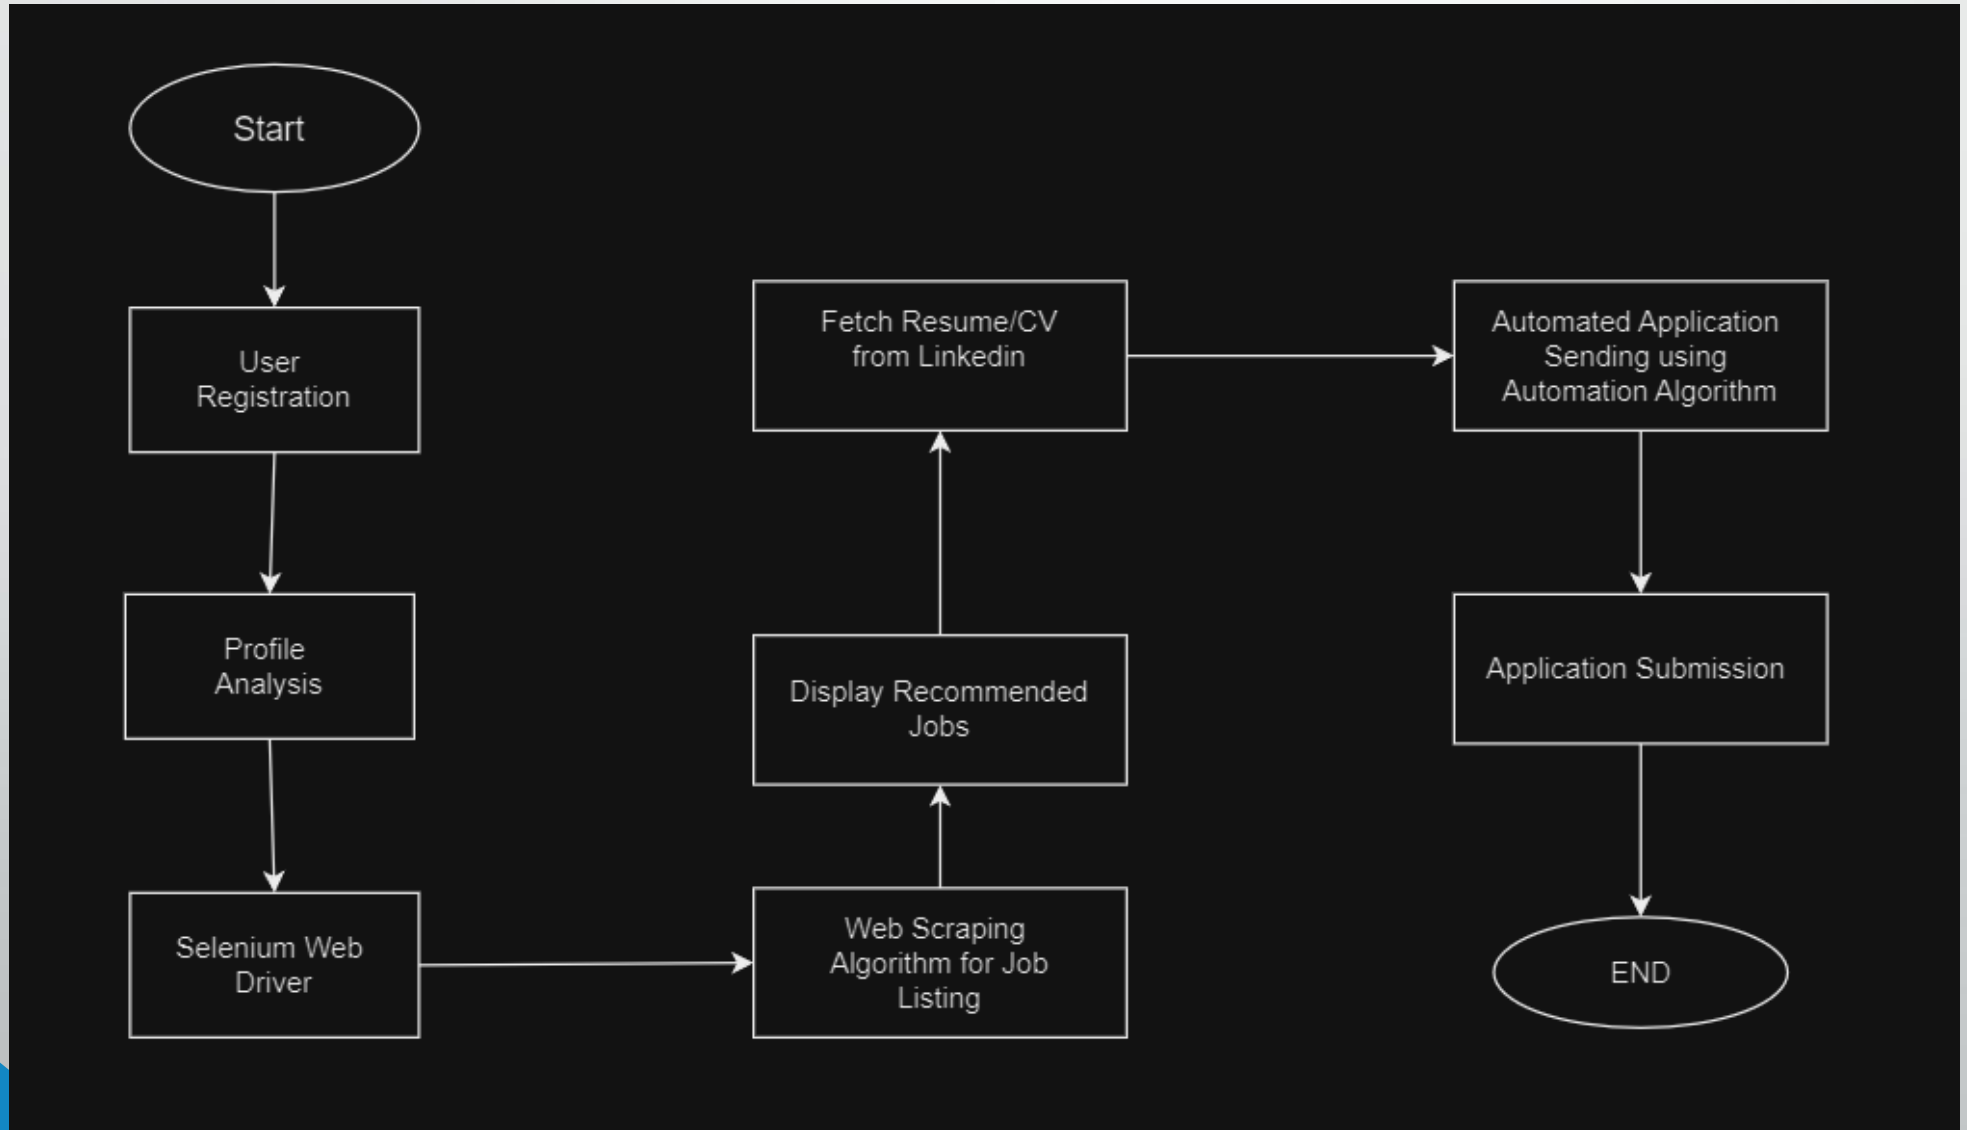 Start
User
Registration
Profile
Analysis
Selenium Web
Driver
Web Scraping
Algorithm for Job
Listing
Display Recommended
Jobs
Fetch Resume/CV
from Linkedin
Automated Application
Sending using
Automation Algorithm
Application Submission
END